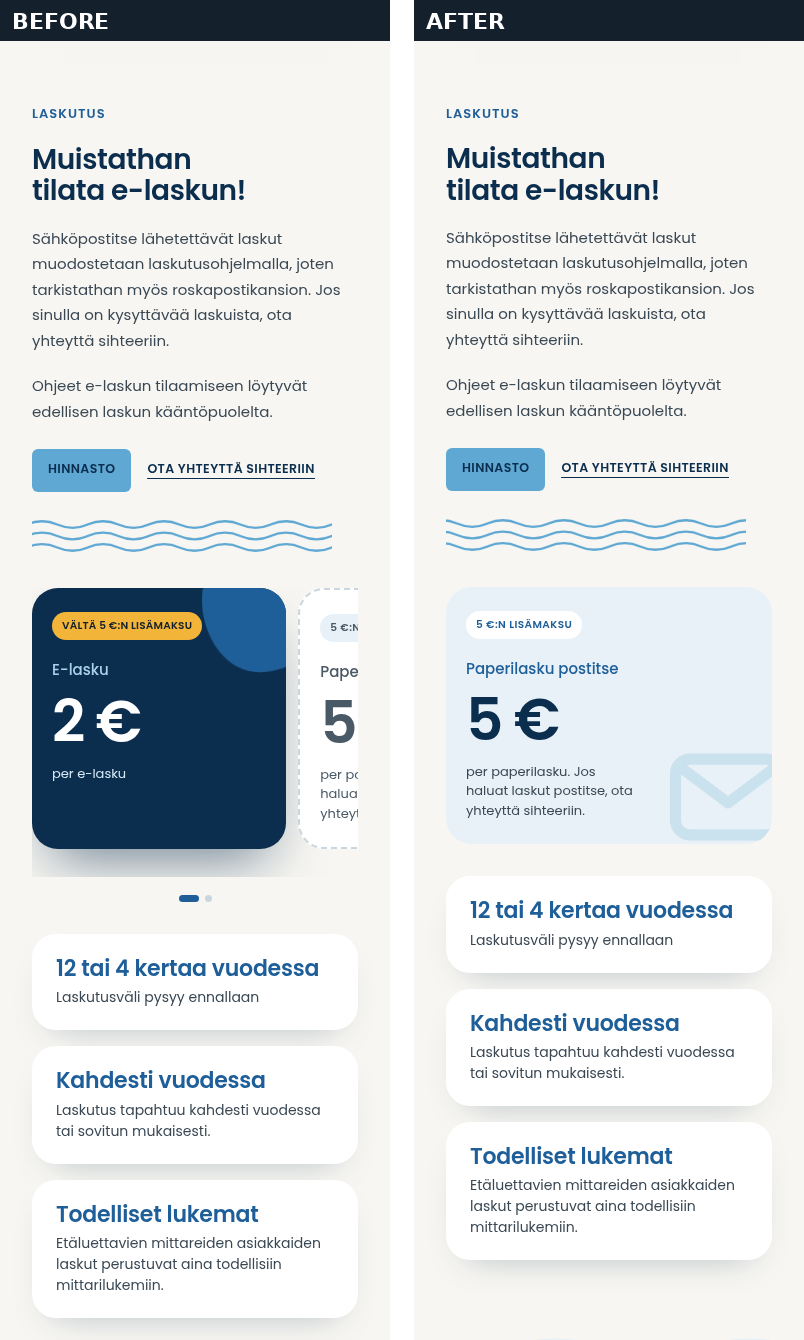 BEFORE
LASKUTUS
Muistathan
tilata e-laskun!
Sähköpostitse lähetettävät laskut
muodostetaan laskutusohjelmalla, joten
tarkistathan myös roskapostikansion. Jos
sinulla on kysyttävää laskuista, ota
yhteyttä sihteeriin.
Ohjeet e-laskun tilaamiseen löytyvät
edellisen laskun kääntöpuolelta.
HINNASTO
OTA YHTEYTTÄ SIHTEERIIN
VÄLTÄ 5 €:N LISÄMAKSU
E-lasku
2 €
per e-lasku
5 €:N
Pape
5
per pa
halua
yhteyt
12 tai 4 kertaa vuodessa
Laskutusväli pysyy ennallaan
Kahdesti vuodessa
Laskutus tapahtuu kahdesti vuodessa
tai sovitun mukaisesti.
Todelliset lukemat
Etäluettavien mittareiden asiakkaiden
laskut perustuvat aina todellisiin
mittarilukemiin.
AFTER
LASKUTUS
Muistathan
tilata e-laskun!
Sähköpostitse lähetettävät laskut
muodostetaan laskutusohjelmalla, joten
tarkistathan myös roskapostikansion. Jos
sinulla on kysyttävää laskuista, ota
yhteyttä sihteeriin.
Ohjeet e-laskun tilaamiseen löytyvät
edellisen laskun kääntöpuolelta.
HINNASTO
OTA YHTEYTTÄ SIHTEERIIN
5 €:N LISÄMAKSU
Paperilasku postitse
5 €
per paperilasku. Jos
haluat laskut postitse, ota
yhteyttä sihteeriin.
12 tai 4 kertaa vuodessa
Laskutusväli pysyy ennallaan
Kahdesti vuodessa
Laskutus tapahtuu kahdesti vuodessa
tai sovitun mukaisesti.
Todelliset lukemat
Etäluettavien mittareiden asiakkaiden
laskut perustuvat aina todellisiin
mittarilukemiin.